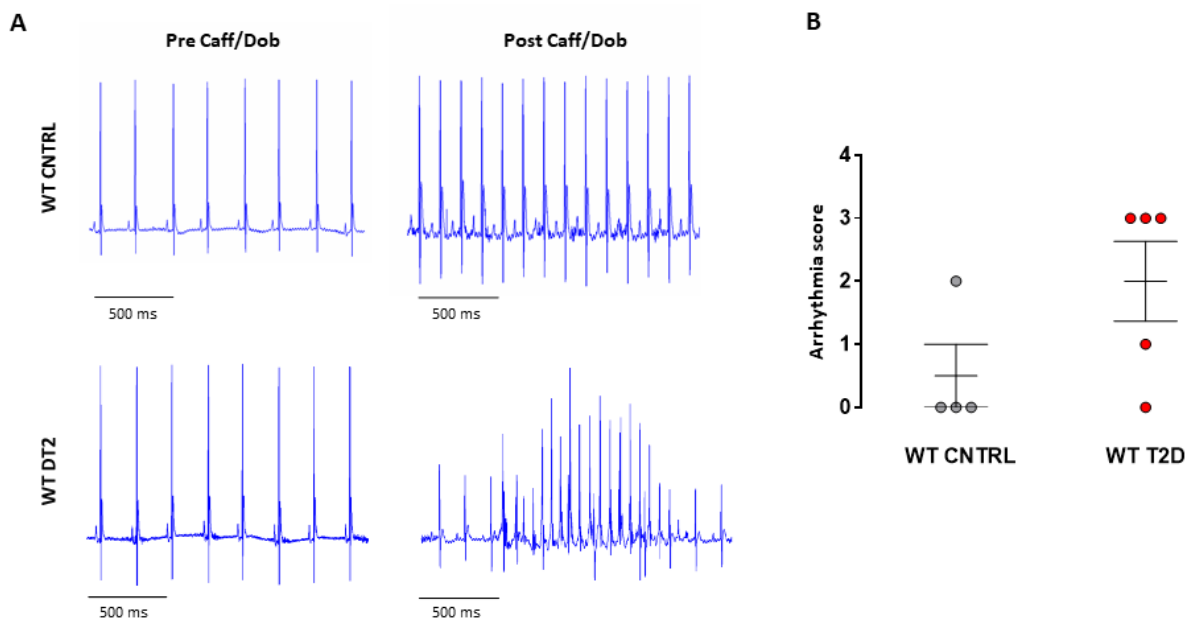 A
Pre Caff/Dob
Post Caff/Dob
WT CNTRL
500 ms
500 ms
WT DT2
500 ms
500 ms
B
Arrhythmia score
4
3
2
1
0
WT CNTRL
WT T2D